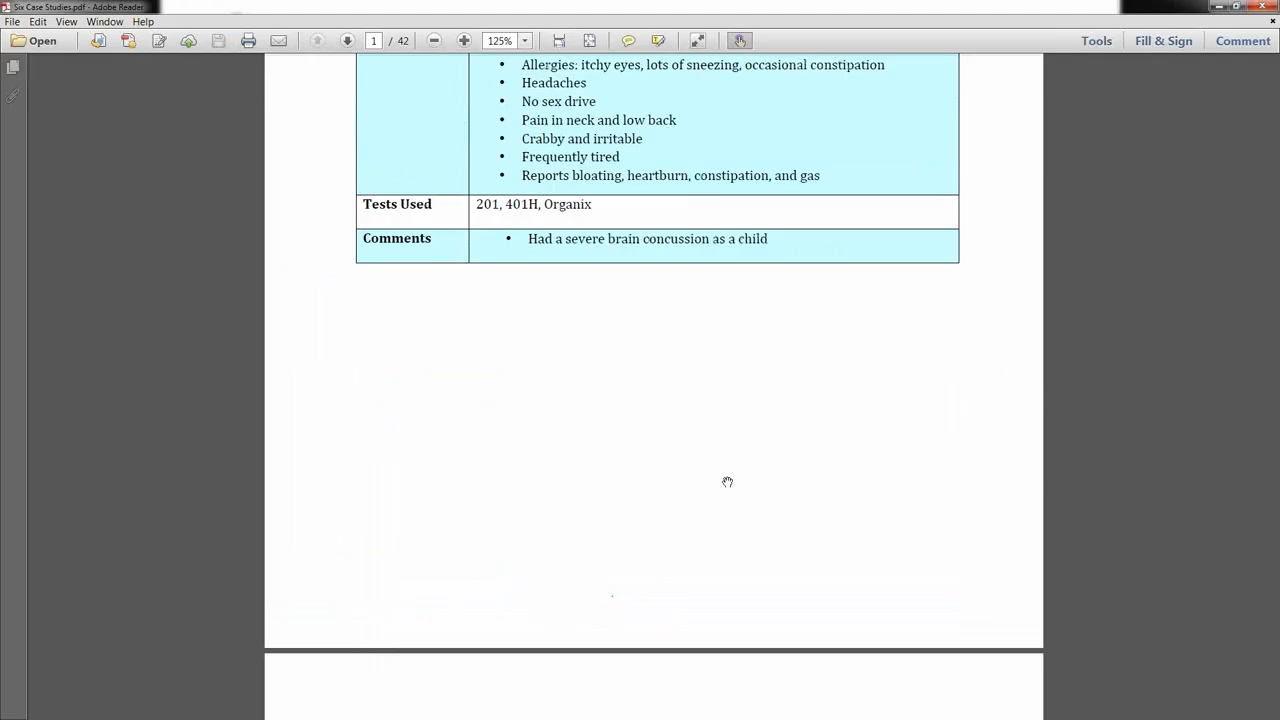 Six Case Studies.pdf - Adobe Reader
File Edit View Window Help
Open 1 / 42 125% Tools Fill & Sign Comment
• Allergies: itchy eyes, lots of sneezing, occasional constipation
• Headaches
• No sex drive
• Pain in neck and low back
• Crabby and irritable
• Frequently tired
• Reports bloating, heartburn, constipation, and gas
Tests Used 201, 401H, Organix
Comments • Had a severe brain concussion as a child